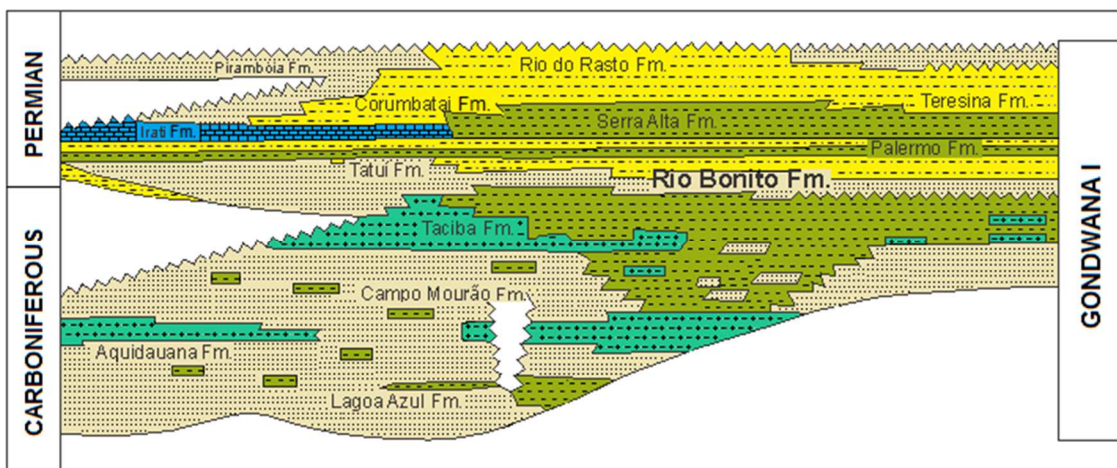 PERMIAN
CARBONIFEROUS
Pirambóia Fm.
Rio do Rasto Fm.
Corumbataí Fm.
Teresina Fm.
Serra Alta Fm.
Irati Fm.
Palermo Fm.
Tatuí Fm.
Rio Bonito Fm.
Taciba Fm.
Campo Mourão Fm.
Aquidauana Fm.
Lagoa Azul Fm.
GONDWANA I